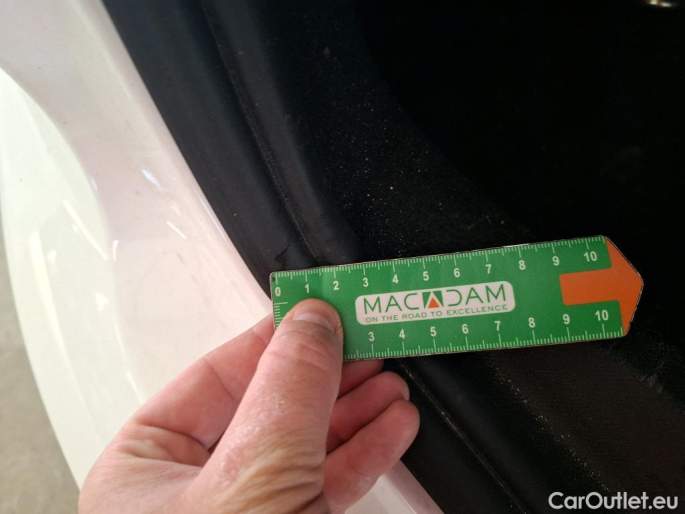 0 1 2 3 4 5 6 7 8 9 10
MACADAM
ON THE ROAD TO EXCELLENCE
3 4 5 6 7 8 9 10
CarOutlet.eu